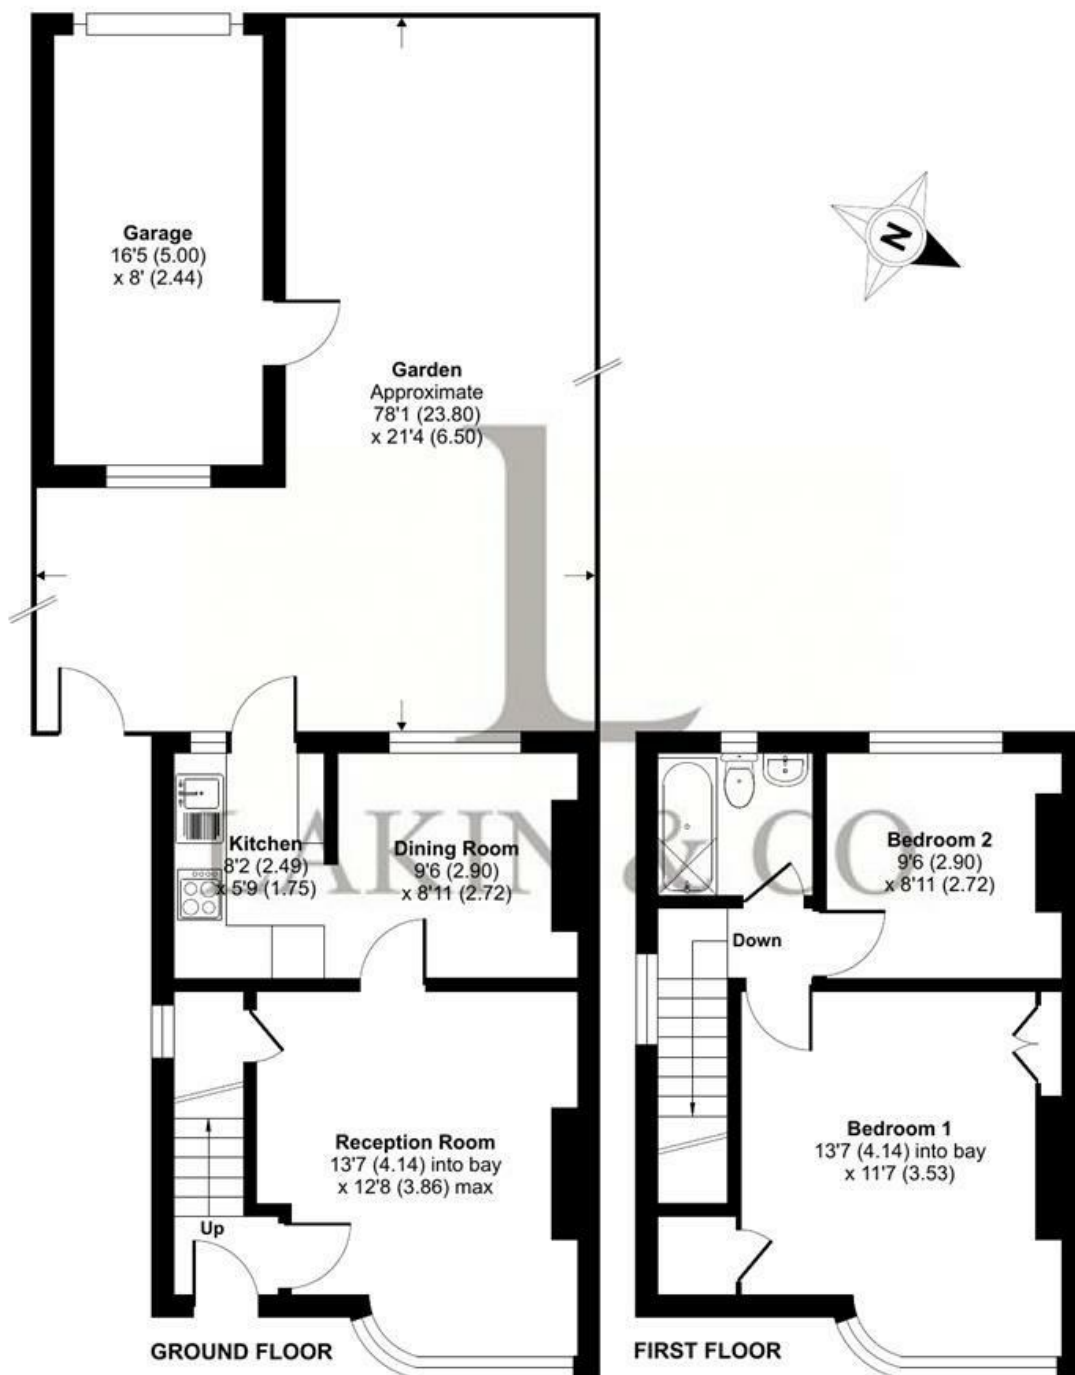 Garage
16'5 (5.00)
x 8' (2.44)
N
Garden
Approximate
78'1 (23.80)
x 21'4 (6.50)
L
LAKIN & CO
Kitchen
8'2 (2.49)
x 5'9 (1.75)
Dining Room
9'6 (2.90)
x 8'11 (2.72)
Bedroom 2
9'6 (2.90)
x 8'11 (2.72)
Down
Reception Room
13'7 (4.14) into bay
x 12'8 (3.86) max
Bedroom 1
13'7 (4.14) into bay
x 11'7 (3.53)
Up
GROUND FLOOR
FIRST FLOOR